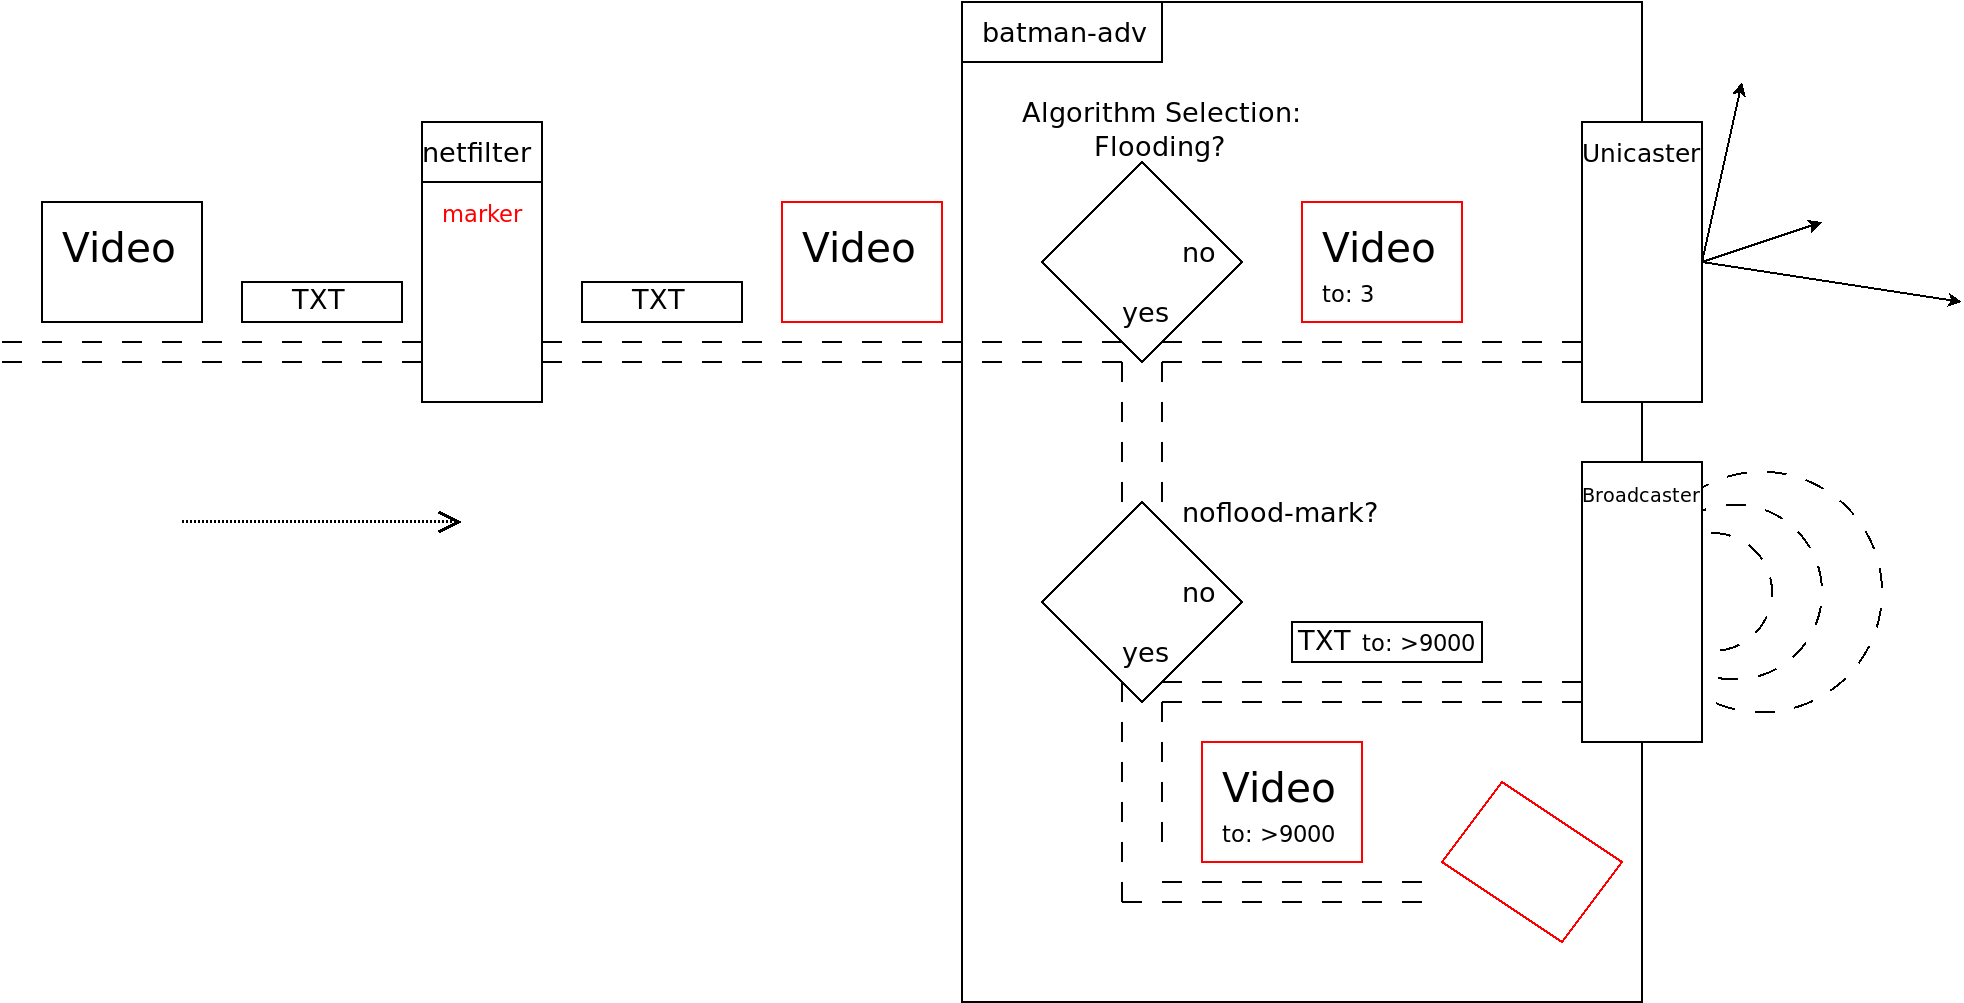 batman-adv
Algorithm Selection:
Flooding?
netfilter
marker
Video
TXT
TXT
Video
no
yes
Video
to: 3
Unicaster
noflood-mark?
no
yes
TXT to: >9000
Broadcaster
Video
to: >9000